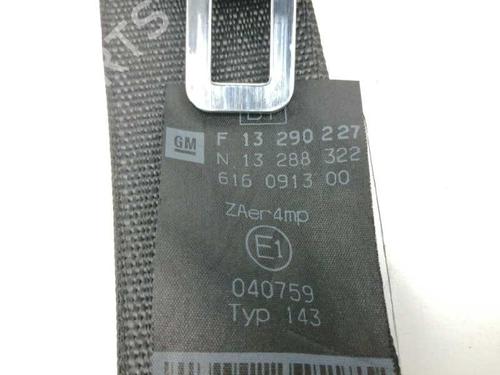 GM F 13 290 227
N 13 288 322
616 0913 00
ZAer4mp
E1
040759
Typ 143